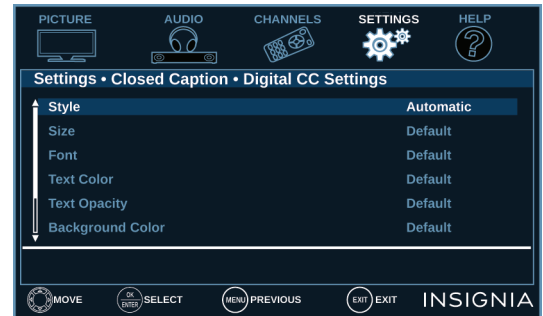 PICTURE AUDIO CHANNELS SETTINGS HELP
Settings • Closed Caption • Digital CC Settings
Style Automatic
Size Default
Font Default
Text Color Default
Text Opacity Default
Background Color Default
MOVE OK ENTER SELECT MENU PREVIOUS EXIT EXIT INSIGNIA